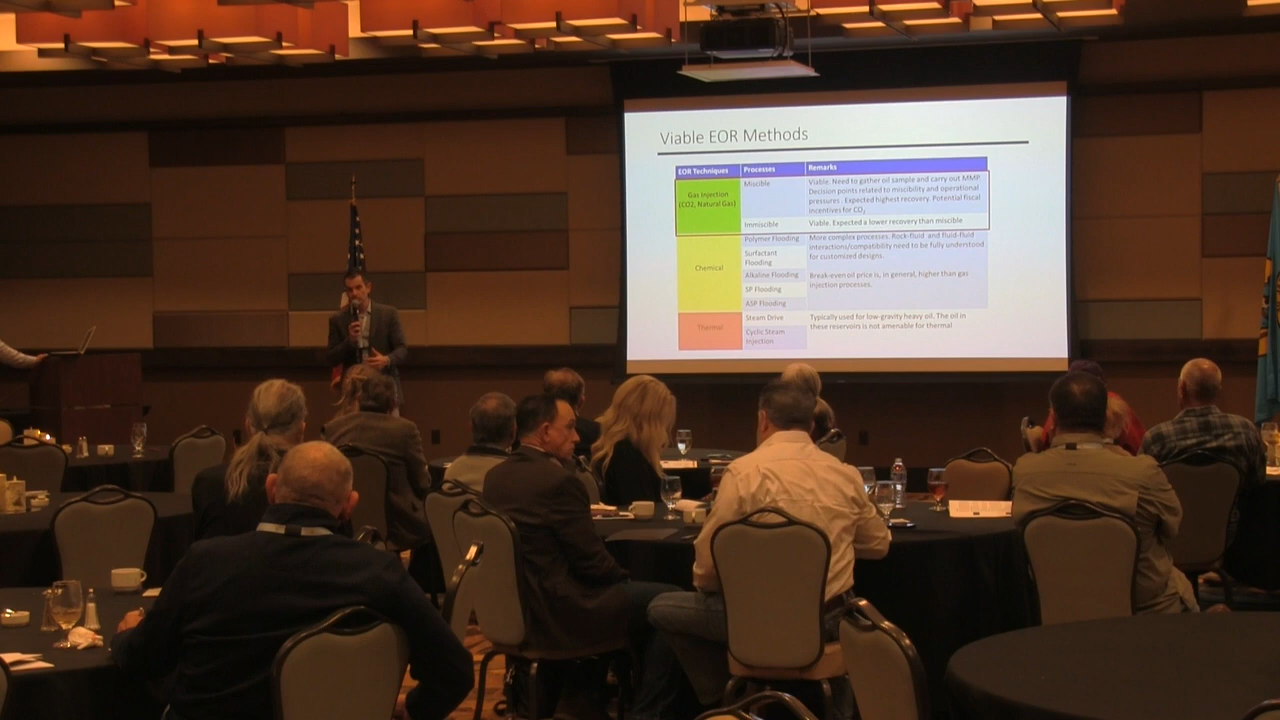 Viable EOR Methods
EOR Techniques Processes Remarks
Gas Injection
(CO2, Natural Gas)
Miscible
Viable. Need to gather oil sample and carry out MMP.
Decision points related to miscibility and operational
pressures . Expected highest recovery. Potential fiscal
incentives for CO2
Immiscible
Viable. Expected a lower recovery than miscible
Chemical
Polymer Flooding
Surfactant
Flooding
Alkaline Flooding
SP Flooding
ASP Flooding
More complex processes. Rock-fluid and fluid-fluid
interactions/compatibility need to be fully understood
for customized designs.
Break-even oil price is, in general, higher than gas
injection processes.
Thermal
Steam Drive
Cyclic Steam
Injection
Typically used for low-gravity heavy oil. The oil in
these reservoirs is not amenable for thermal